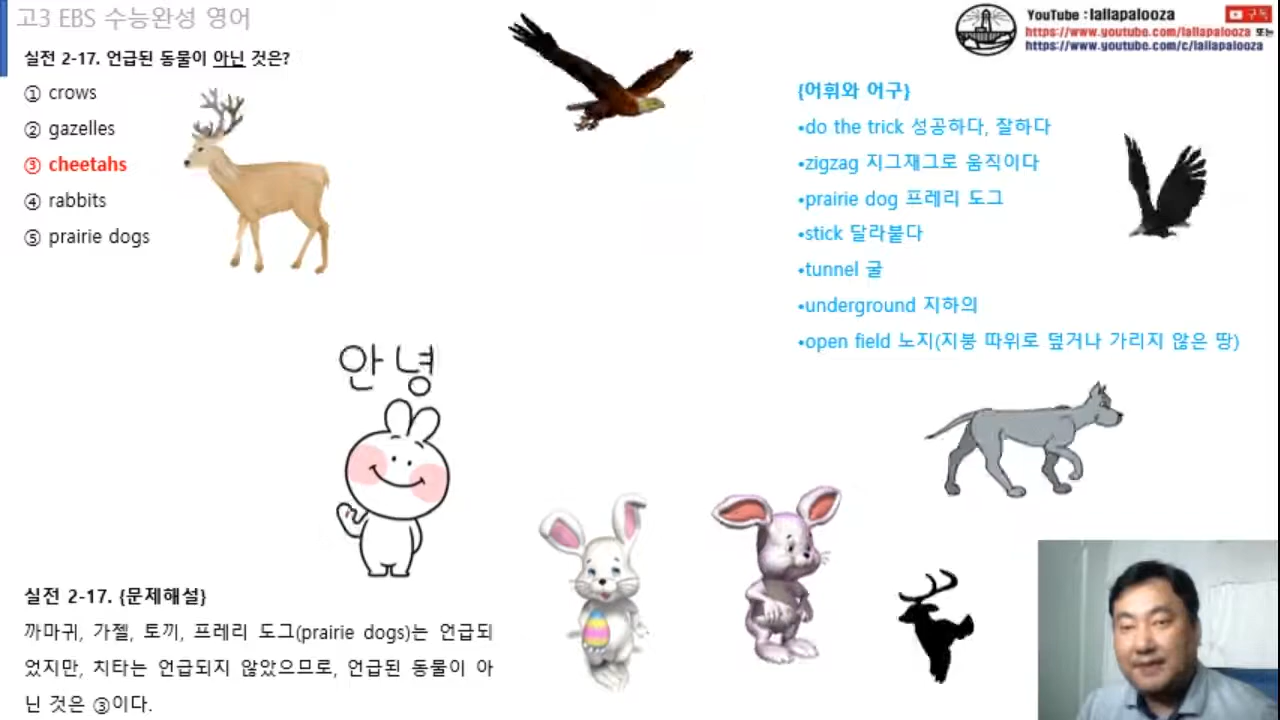 고3 EBS 수능완성 영어
YouTube : lallapalooza
구독
https://www.youtube.com/lallapalooza 또는
https://www.youtube.com/c/lallapalooza
실전 2-17. 언급된 동물이 아닌 것은?
① crows
② gazelles
③ cheetahs
④ rabbits
⑤ prairie dogs
{어휘와 어구}
•do the trick 성공하다, 잘하다
•zigzag 지그재그로 움직이다
•prairie dog 프레리 도그
•stick 달라붙다
•tunnel 굴
•underground 지하의
•open field 노지(지붕 따위로 덮거나 가리지 않은 땅)
안녕
실전 2-17. {문제해설}
까마귀, 가젤, 토끼, 프레리 도그(prairie dogs)는 언급되
었지만, 치타는 언급되지 않았으므로, 언급된 동물이 아
닌 것은 ③이다.